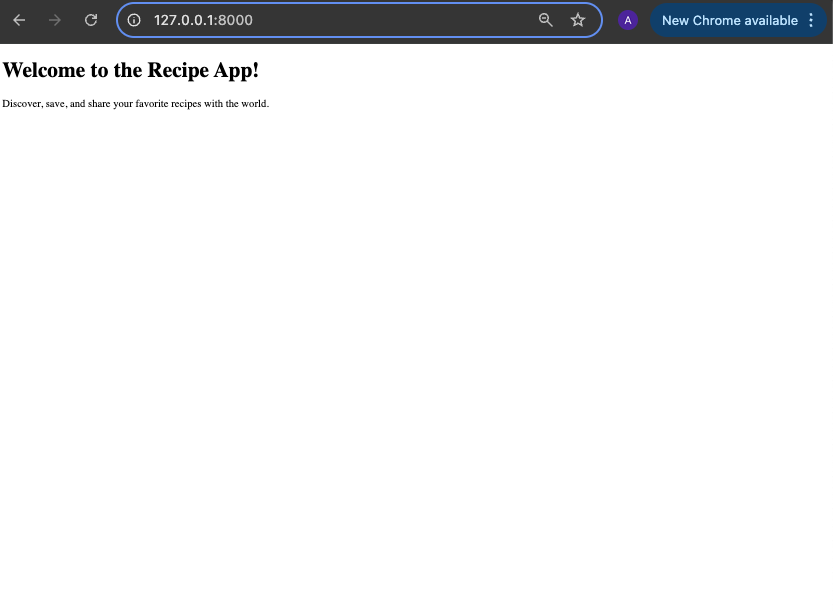 127.0.0.1:8000
A
New Chrome available
Welcome to the Recipe App!
Discover, save, and share your favorite recipes with the world.